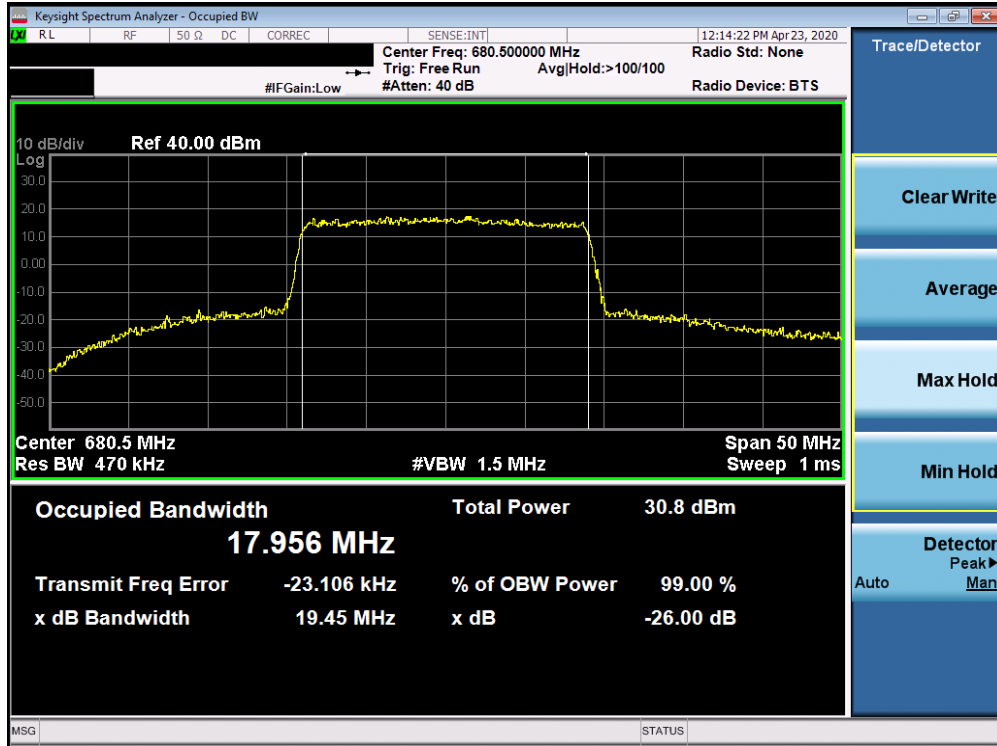 Keysight Spectrum Analyzer - Occupied BW
LXI RL RF 50 Ω DC CORREC SENSE:INT 12:14:22 PM Apr 23, 2020
Center Freq: 680.500000 MHz Radio Std: None
Trig: Free Run Avg|Hold:>100/100
#IFGain:Low #Atten: 40 dB Radio Device: BTS
10 dB/div Ref 40.00 dBm
Log
30.0
20.0
10.0
0.00
-10.0
-20.0
-30.0
-40.0
-50.0
Center 680.5 MHz Span 50 MHz
Res BW 470 kHz #VBW 1.5 MHz Sweep 1 ms
Occupied Bandwidth Total Power 30.8 dBm
17.956 MHz
Transmit Freq Error -23.106 kHz % of OBW Power 99.00 %
x dB Bandwidth 19.45 MHz x dB -26.00 dB
MSG STATUS
Trace/Detector
Clear Write
Average
Max Hold
Min Hold
Detector
Peak▶
Auto Man